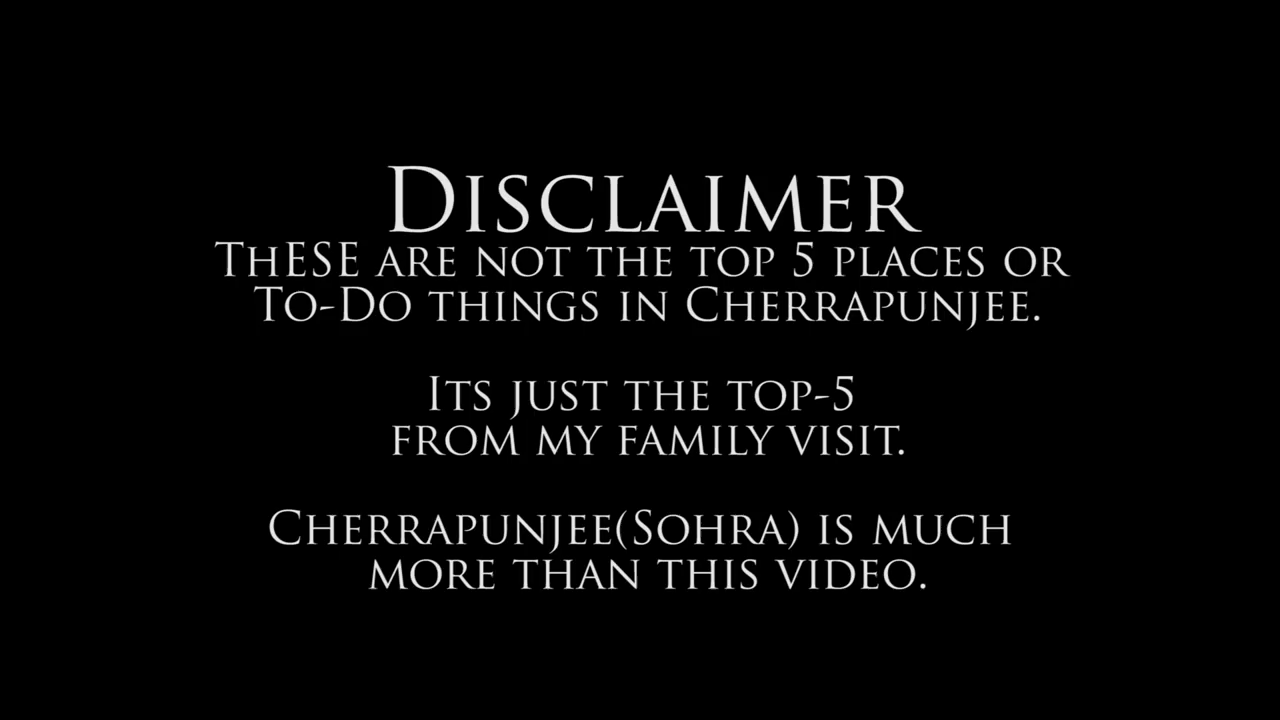 Disclaimer
ThESE are not the top 5 places or
To-Do things in Cherrapunjee.
Its just the top-5
from my family visit.
Cherrapunjee(Sohra) is much
more than this video.